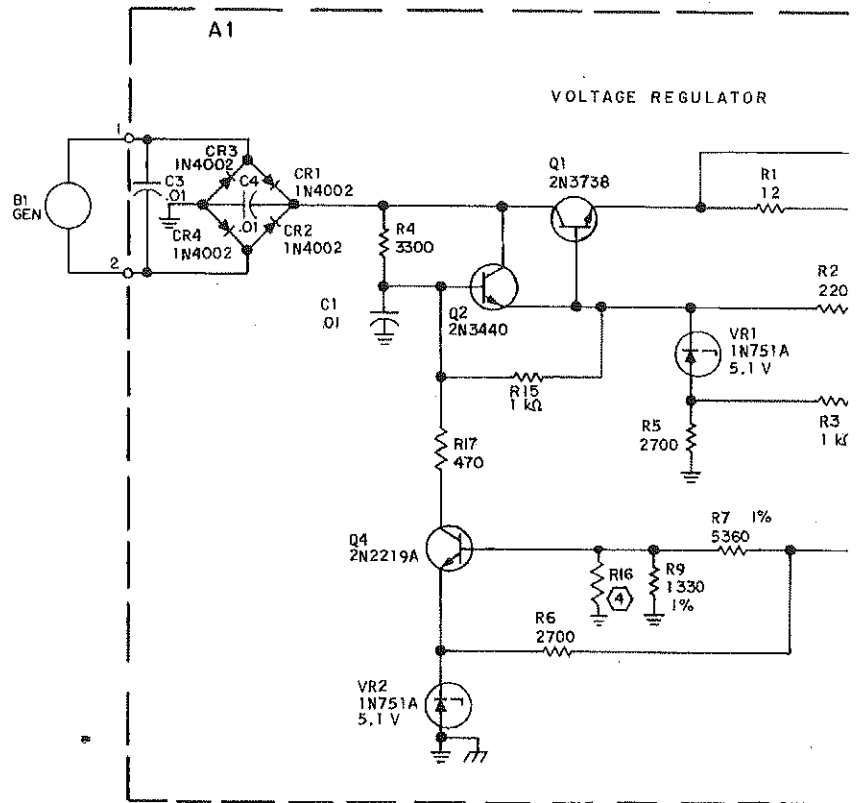 A1
VOLTAGE REGULATOR
1
CR3
1N4002
CR1
1N4002
C3
.01
C4
.01
B1
GEN
CR4
1N4002
CR2
1N4002
2
Q1
2N3738
R1
12
R4
3300
C1
.01
Q2
2N3440
R2
220
VR1
1N751A
5.1 V
R15
1 kΩ
R5
2700
R3
1 kΩ
R17
470
Q4
2N2219A
R7 1%
5360
R16
4
R9
1330
1%
R6
2700
VR2
1N751A
5.1 V